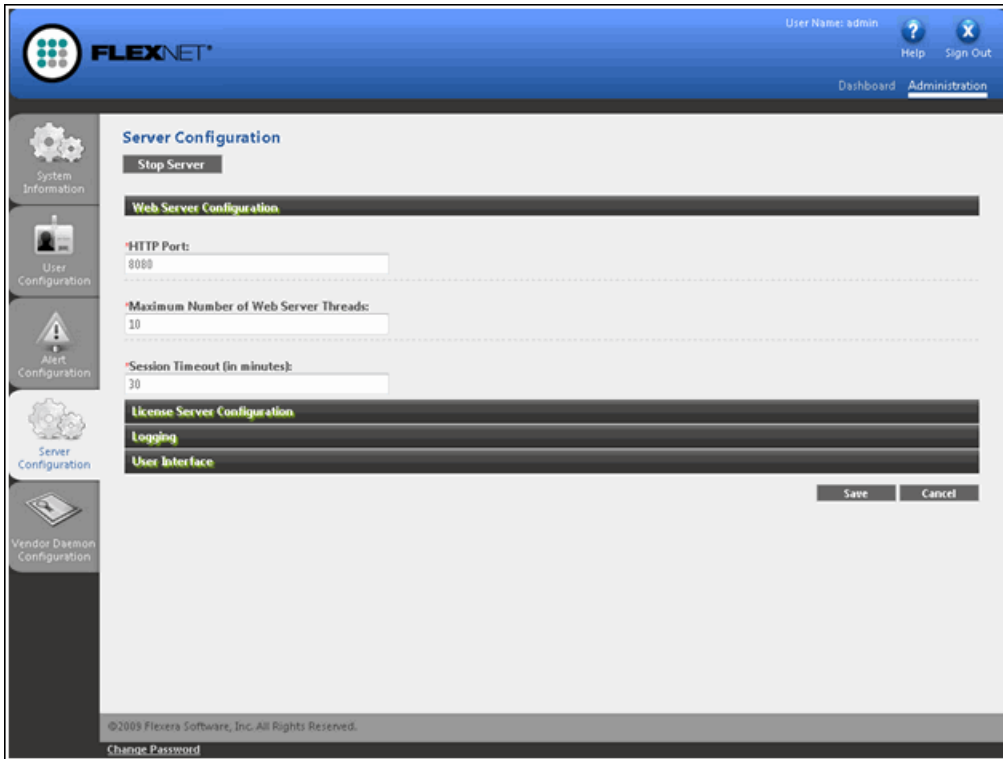 User Name: admin
FLEXNET
?
X
Help
Sign Out
Dashboard
Administration
System
Information
User
Configuration
Alert
Configuration
Server
Configuration
Vendor Daemon
Configuration
Server Configuration
Stop Server
Web Server Configuration
*HTTP Port:
8080
*Maximum Number of Web Server Threads:
10
*Session Timeout (in minutes):
30
License Server Configuration
Logging
User Interface
Save
Cancel
©2009 Flexera Software, Inc. All Rights Reserved.
Change Password